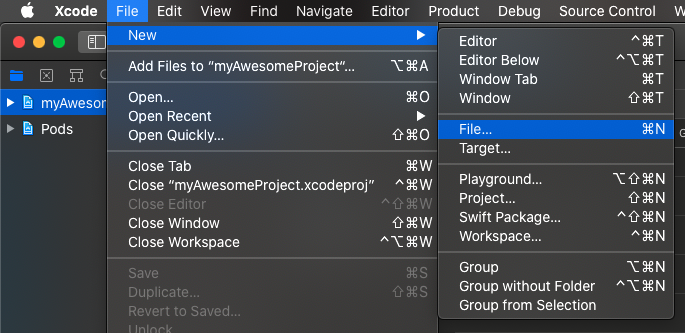 Xcode File Edit View Find Navigate Editor Product Debug Source Control
New ▶
Add Files to “myAwesomeProject”... ⌥⌘A
Open... ⌘O
Open Recent ▶
Open Quickly... ⇧⌘O
Close Tab ⌘W
Close “myAwesomeProject.xcodeproj” ^⌘W
Close Editor ^⇧⌘W
Close Window ⇧⌘W
Close Workspace ^⌥⌘W
Save ⌘S
Duplicate... ⇧⌘S
Revert to Saved...
Unlock...
Editor ^⌘T
Editor Below ^⌥⌘T
Window Tab ⌘T
Window ⇧⌘T
File... ⌘N
Target...
Playground... ⌥⇧⌘N
Project... ⇧⌘N
Swift Package... ^⇧⌘N
Workspace... ^⌘N
Group ⌥⌘N
Group without Folder ^⌥⌘N
Group from Selection
myAwesom
Pods